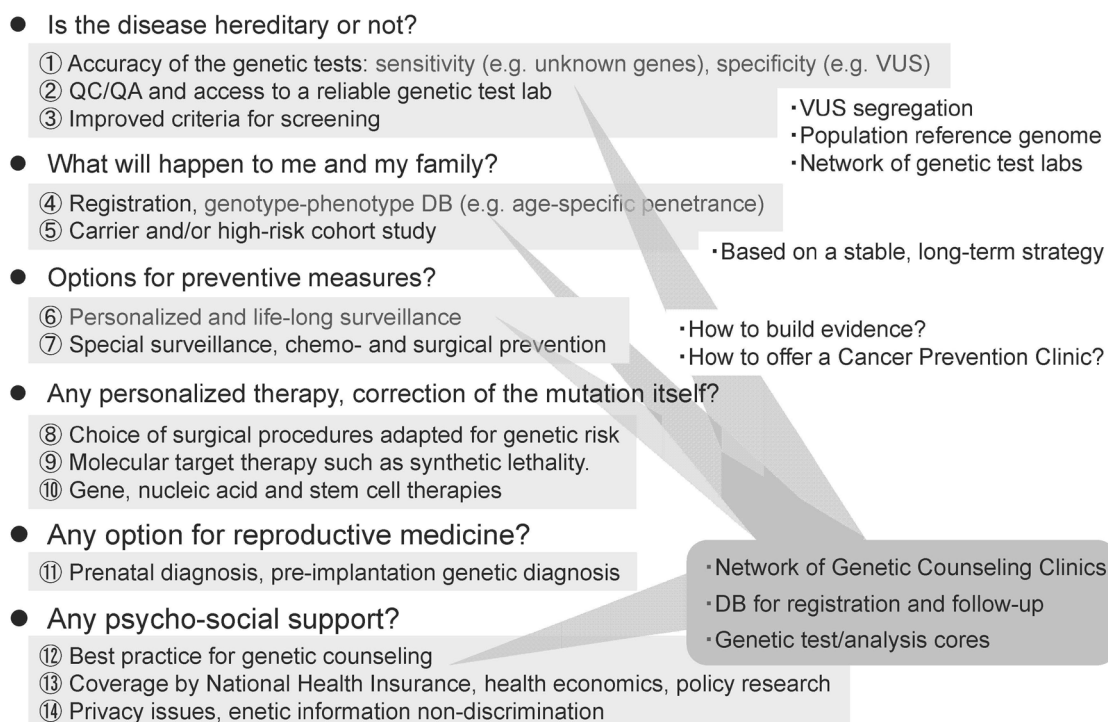 ● Is the disease hereditary or not?
① Accuracy of the genetic tests: sensitivity (e.g. unknown genes), specificity (e.g. VUS)
② QC/QA and access to a reliable genetic test lab
③ Improved criteria for screening
・VUS segregation
・Population reference genome
・Network of genetic test labs
● What will happen to me and my family?
④ Registration, genotype-phenotype DB (e.g. age-specific penetrance)
⑤ Carrier and/or high-risk cohort study
・Based on a stable, long-term strategy
● Options for preventive measures?
⑥ Personalized and life-long surveillance
⑦ Special surveillance, chemo- and surgical prevention
・How to build evidence?
・How to offer a Cancer Prevention Clinic?
● Any personalized therapy, correction of the mutation itself?
⑧ Choice of surgical procedures adapted for genetic risk
⑨ Molecular target therapy such as synthetic lethality.
⑩ Gene, nucleic acid and stem cell therapies
● Any option for reproductive medicine?
⑪ Prenatal diagnosis, pre-implantation genetic diagnosis
● Any psycho-social support?
⑫ Best practice for genetic counseling
⑬ Coverage by National Health Insurance, health economics, policy research
⑭ Privacy issues, enetic information non-discrimination
・Network of Genetic Counseling Clinics
・DB for registration and follow-up
・Genetic test/analysis cores